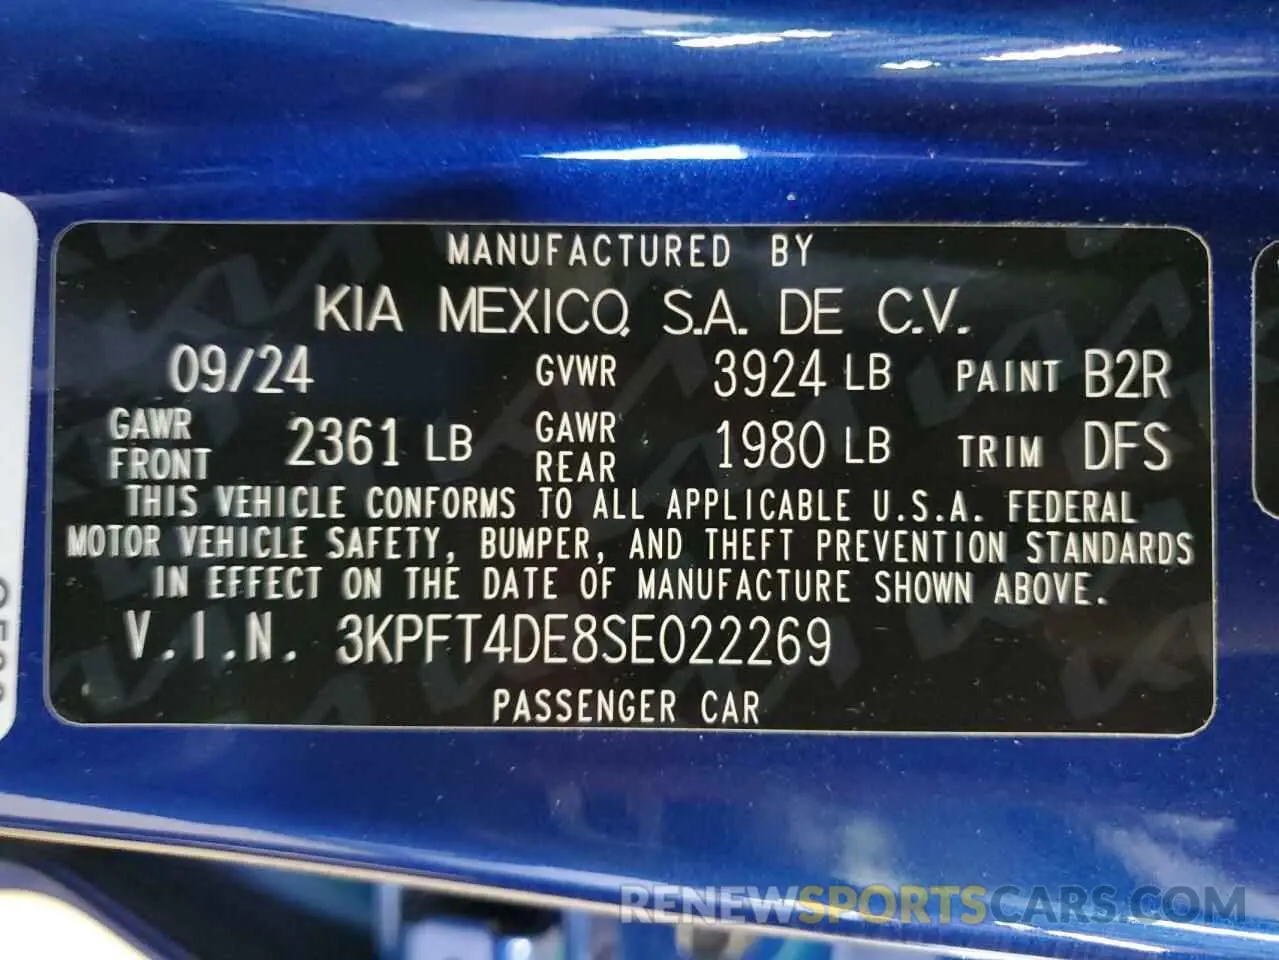 MANUFACTURED BY
KIA MEXICO, S.A. DE C.V.
09/24 GVWR 3924 LB PAINT B2R
GAWR FRONT 2361 LB GAWR REAR 1980 LB TRIM DFS
THIS VEHICLE CONFORMS TO ALL APPLICABLE U.S.A. FEDERAL
MOTOR VEHICLE SAFETY, BUMPER, AND THEFT PREVENTION STANDARDS
IN EFFECT ON THE DATE OF MANUFACTURE SHOWN ABOVE.
V.I.N. 3KPFT4DE8SE022269
PASSENGER CAR
RENEWSPORTSCARS.COM